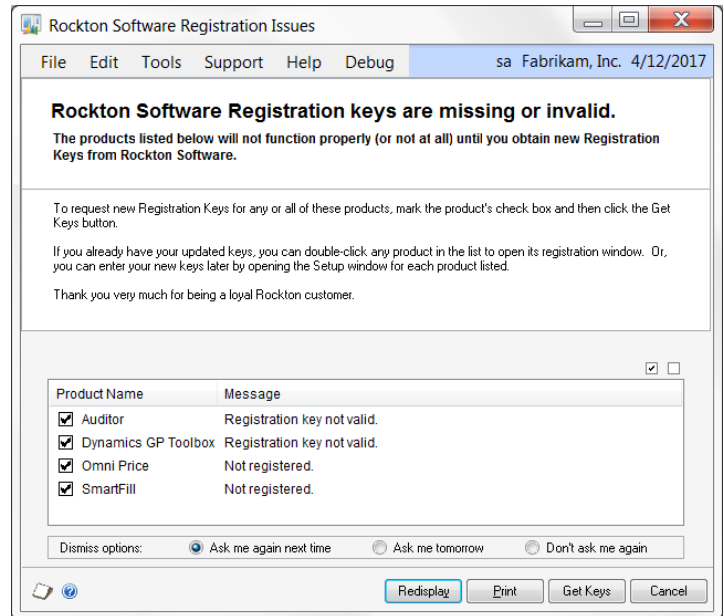 Rockton Software Registration Issues
File Edit Tools Support Help Debug sa Fabrikam, Inc. 4/12/2017
Rockton Software Registration keys are missing or invalid.
The products listed below will not function properly (or not at all) until you obtain new Registration
Keys from Rockton Software.
To request new Registration Keys for any or all of these products, mark the product's check box and then click the Get
Keys button.
If you already have your updated keys, you can double-click any product in the list to open its registration window. Or,
you can enter your new keys later by opening the Setup window for each product listed.
Thank you very much for being a loyal Rockton customer.
Product Name Message
Auditor Registration key not valid.
Dynamics GP Toolbox Registration key not valid.
Omni Price Not registered.
SmartFill Not registered.
Dismiss options: Ask me again next time Ask me tomorrow Don't ask me again
Redisplay Print Get Keys Cancel